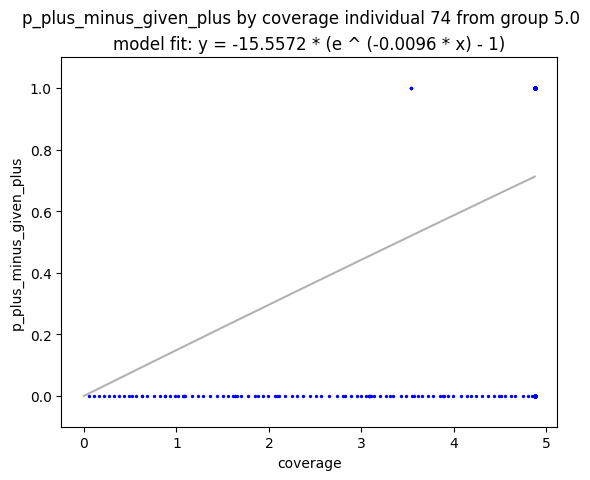 p_plus_minus_given_plus by coverage individual 74 from group 5.0
model fit: y = -15.5572 * (e ^ (-0.0096 * x) - 1)
1.0
0.8
0.6
0.4
0.2
0.0
p_plus_minus_given_plus
0 1 2 3 4 5
coverage